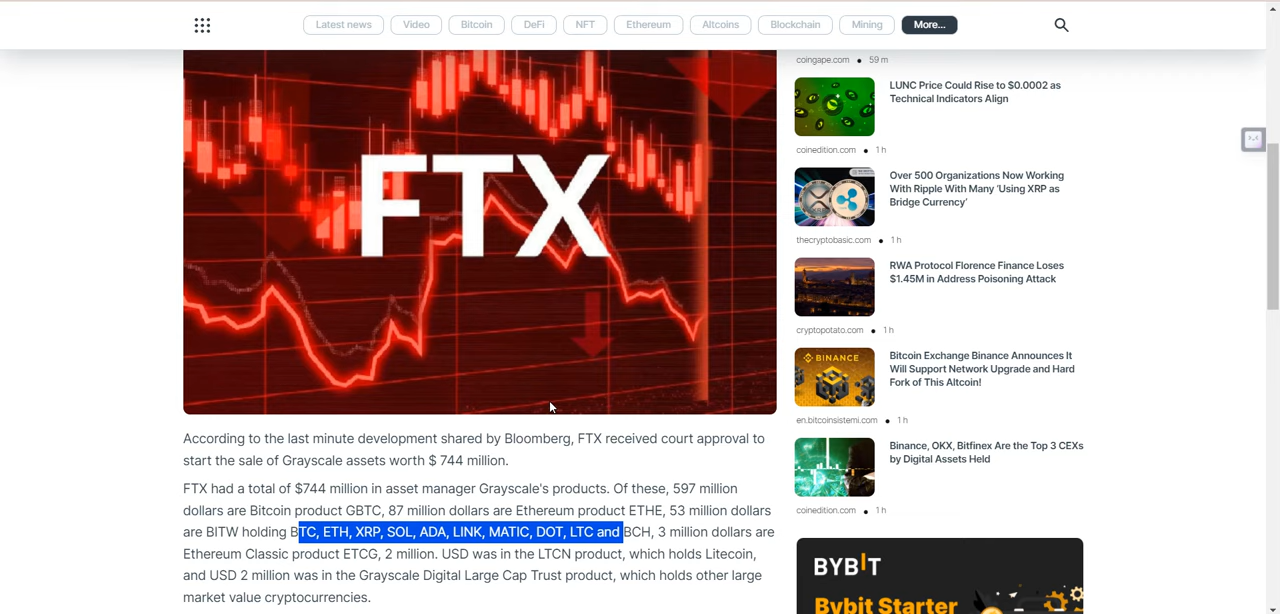 Latest news
Video
Bitcoin
DeFi
NFT
Ethereum
Altcoins
Blockchain
Mining
More...
FTX
According to the last minute development shared by Bloomberg, FTX received court approval to
start the sale of Grayscale assets worth $ 744 million.
FTX had a total of $744 million in asset manager Grayscale's products. Of these, 597 million
dollars are Bitcoin product GBTC, 87 million dollars are Ethereum product ETHE, 53 million dollars
are BITW holding BTC, ETH, XRP, SOL, ADA, LINK, MATIC, DOT, LTC and BCH, 3 million dollars are
Ethereum Classic product ETCG, 2 million. USD was in the LTCN product, which holds Litecoin,
and USD 2 million was in the Grayscale Digital Large Cap Trust product, which holds other large
market value cryptocurrencies.
coingape.com ● 59 m
LUNC Price Could Rise to $0.0002 as
Technical Indicators Align
coinedition.com ● 1 h
Over 500 Organizations Now Working
With Ripple With Many ‘Using XRP as
Bridge Currency’
thecryptobasic.com ● 1 h
RWA Protocol Florence Finance Loses
$1.45M in Address Poisoning Attack
cryptopotato.com ● 1 h
BINANCE
Bitcoin Exchange Binance Announces It
Will Support Network Upgrade and Hard
Fork of This Altcoin!
en.bitcoinsistemi.com ● 1 h
Binance, OKX, Bitfinex Are the Top 3 CEXs
by Digital Assets Held
coinedition.com ● 1 h
BYBIT
Bybit Starter